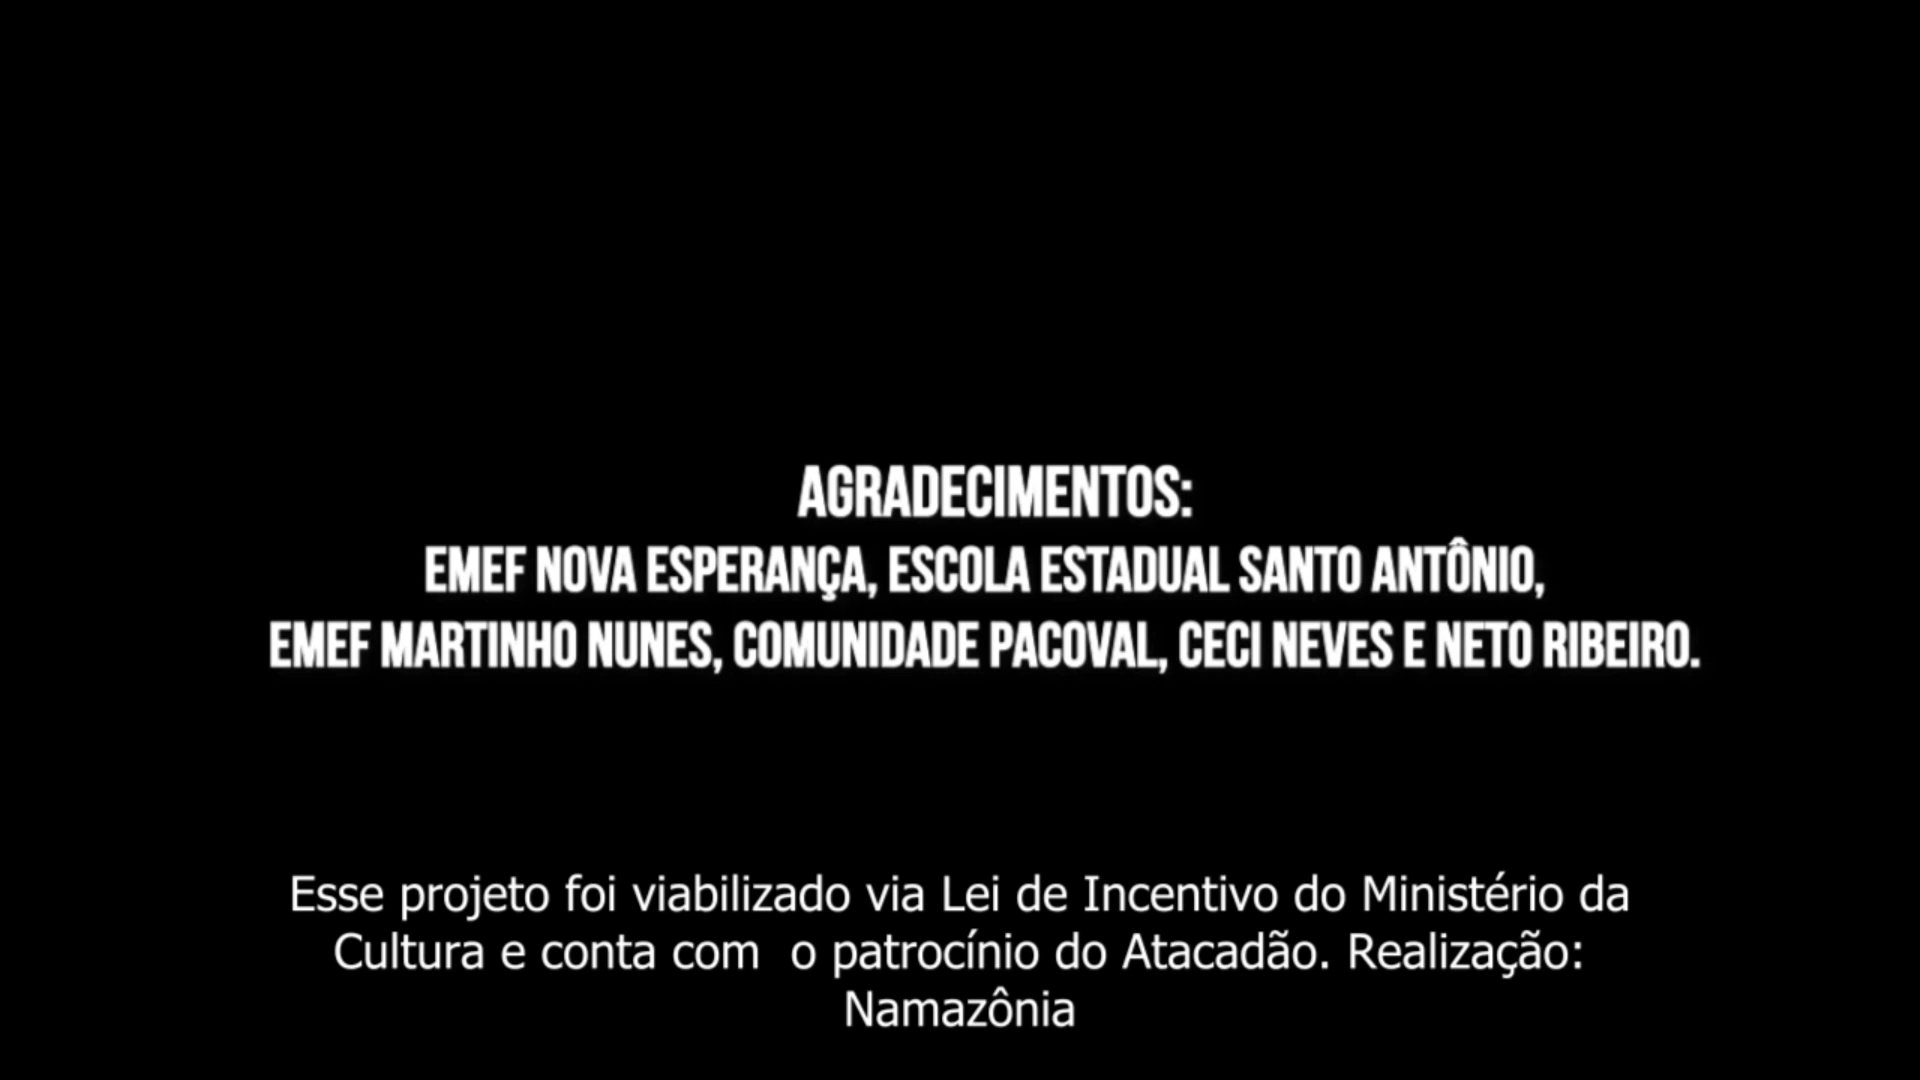 AGRADECIMENTOS:
EMEF NOVA ESPERANÇA, ESCOLA ESTADUAL SANTO ANTÔNIO,
EMEF MARTINHO NUNES, COMUNIDADE PACOVAL, CECI NEVES E NETO RIBEIRO.
Esse projeto foi viabilizado via Lei de Incentivo do Ministério da
Cultura e conta com  o patrocínio do Atacadão. Realização:
Namazônia